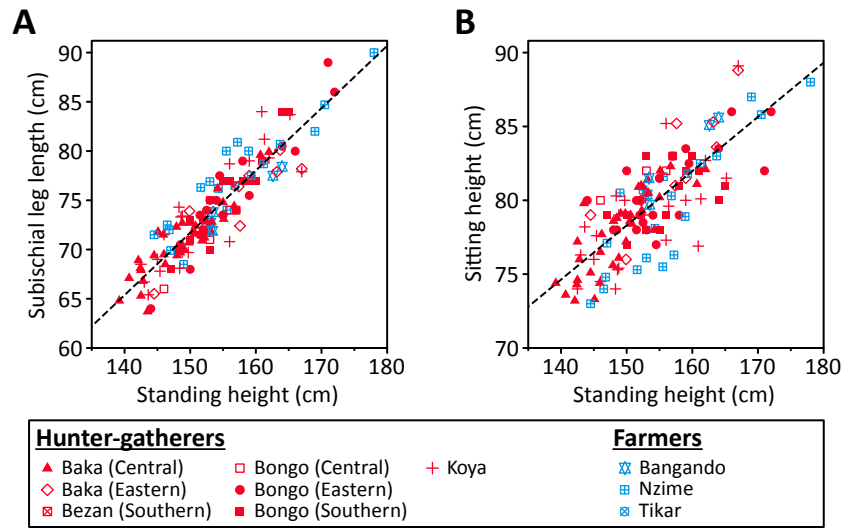 A
B
90
85
80
75
70
65
60
Subischial leg length (cm)
140 150 160 170 180
Standing height (cm)
90
85
80
75
70
Sitting height (cm)
140 150 160 170 180
Standing height (cm)
Hunter-gatherers
Baka (Central)
Baka (Eastern)
Bezan (Southern)
Bongo (Central)
Bongo (Eastern)
Bongo (Southern)
Koya
Farmers
Bangando
Nzime
Tikar